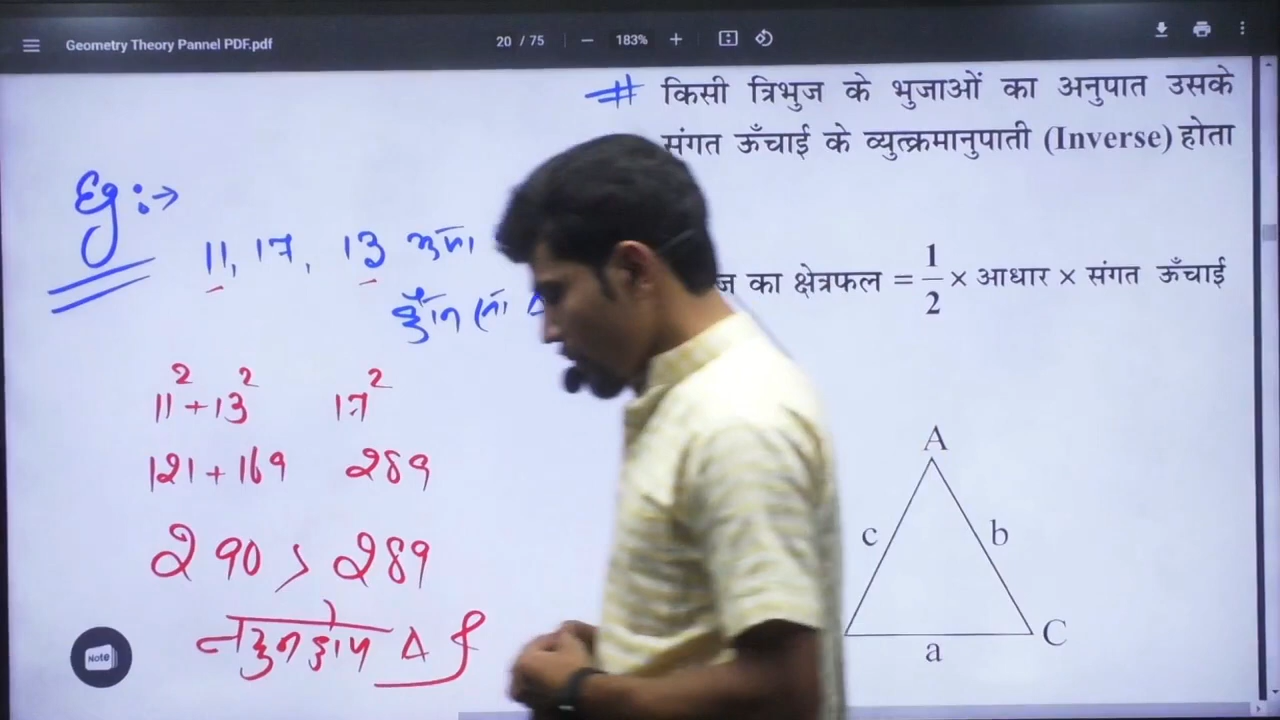 Geometry Theory Pannel PDF.pdf
20 / 75
183%
# किसी त्रिभुज के भुजाओं का अनुपात उसके
संगत ऊँचाई के व्युत्क्रमानुपाती (Inverse) होता
का क्षेत्रफल = 1/2 × आधार × संगत ऊँचाई
Eg:→
11, 17, 13
Δ
11² + 13² 17²
121 + 169 289
290 > 289
न्यूनकोण Δ
A
c
b
C
a
Note